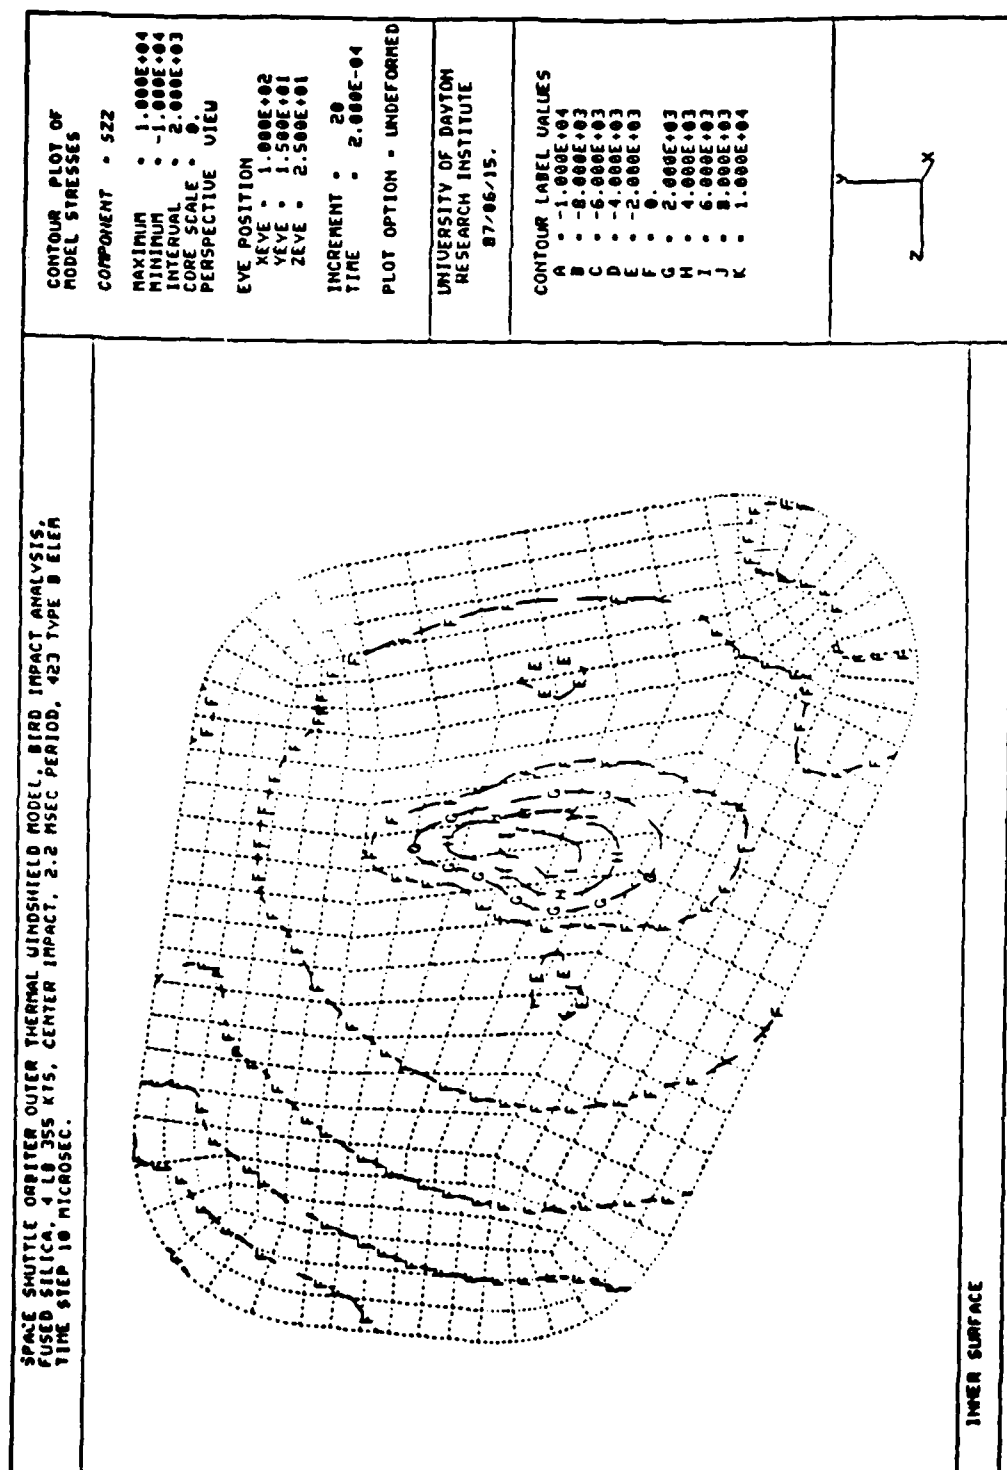 SPACE SHUTTLE ORBITER OUTER THERMAL WINDSHIELD MODEL, BIRD IMPACT ANALYSIS,
FUSED SILICA, 4 LB 355 KTS, CENTER IMPACT, 2.2 MSEC PERIOD, 423 TYPE 8 ELEM
TIME STEP 10 MICROSEC.
CONTOUR PLOT OF
MODEL STRESSES
COMPONENT = SZZ
MAXIMUM = 1.000E+04
MINIMUM = -1.000E+04
INTERVAL = 2.000E+03
CORE SCALE = 0.
PERSPECTIVE VIEW
EYE POSITION
XEYE = 1.000E+02
YEYE = 1.500E+01
ZEYE = 2.500E+01
INCREMENT = 20
TIME = 2.000E-04
PLOT OPTION = UNDEFORMED
UNIVERSITY OF DAYTON
RESEARCH INSTITUTE
87/06/15.
CONTOUR LABEL VALUES
A = -1.000E+04
B = -8.000E+03
C = -6.000E+03
D = -4.000E+03
E = -2.000E+03
F = 0.
G = 2.000E+03
H = 4.000E+03
I = 6.000E+03
J = 8.000E+03
K = 1.000E+04
Y
Z
X
INNER SURFACE